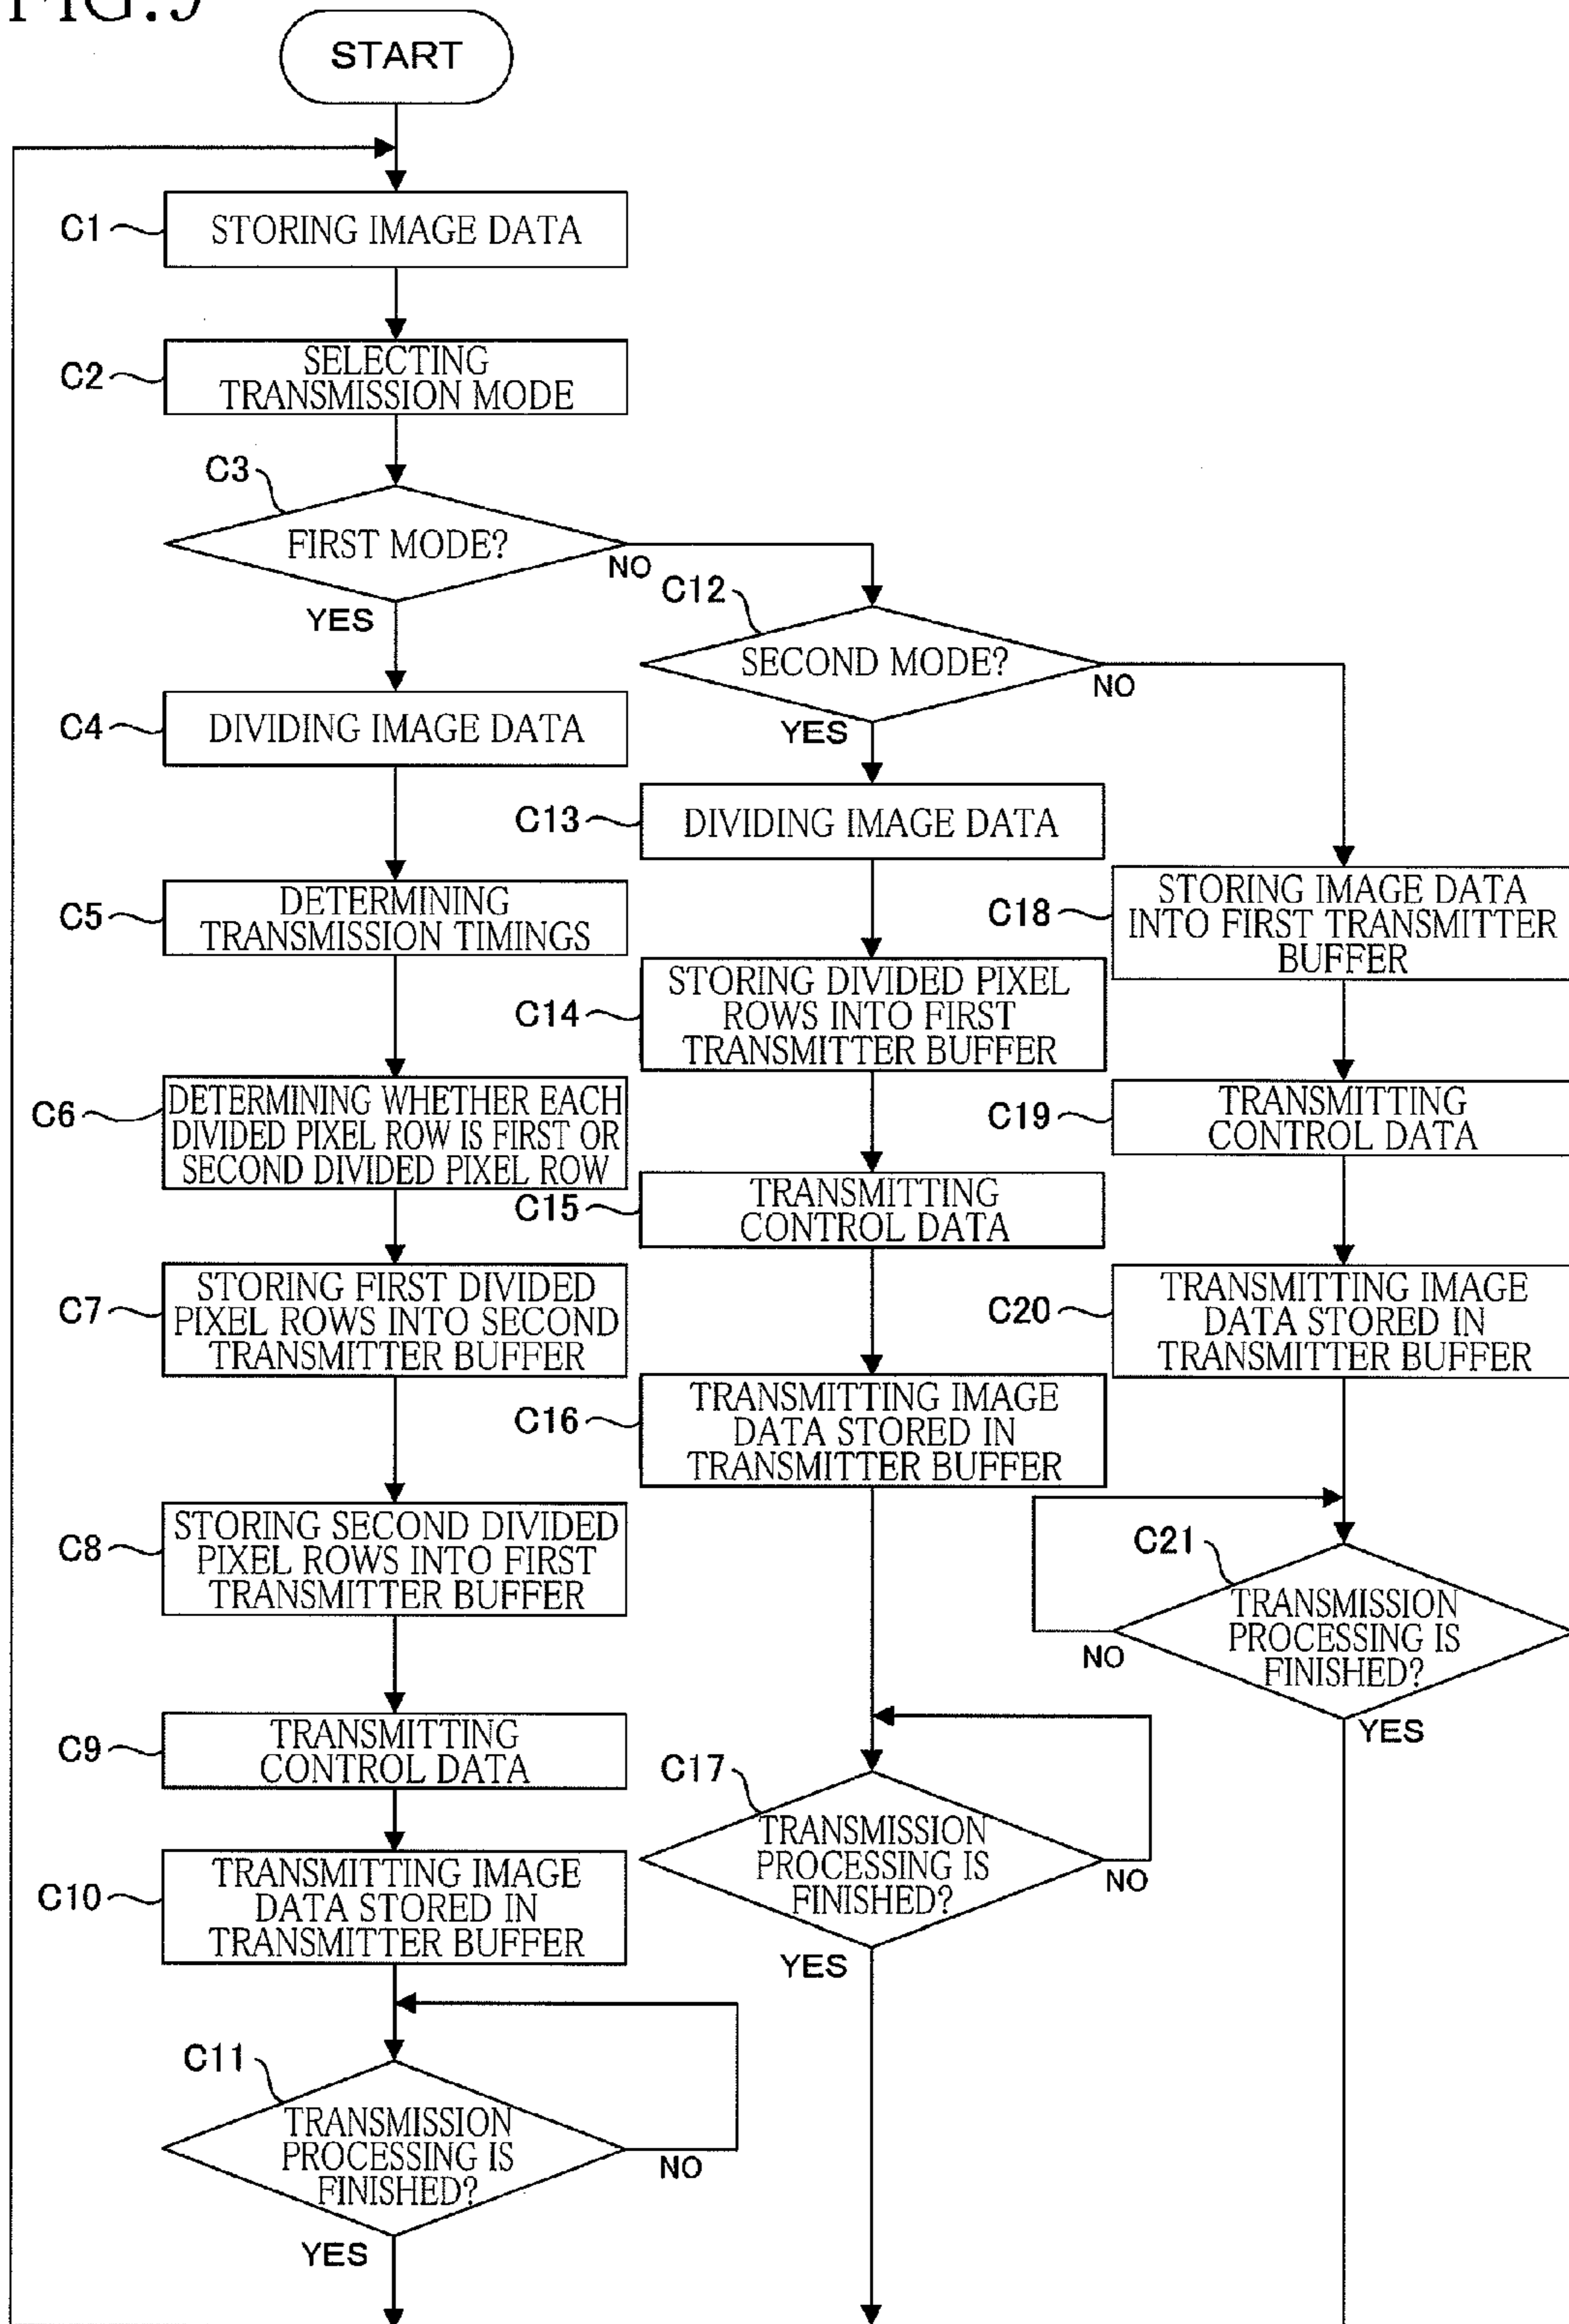 START
C1
STORING IMAGE DATA
C2
SELECTING
TRANSMISSION MODE
C3
FIRST MODE?
NO
YES
C12
SECOND MODE?
NO
YES
C4
DIVIDING IMAGE DATA
C5
DETERMINING
TRANSMISSION TIMINGS
C6
DETERMINING WHETHER EACH
DIVIDED PIXEL ROW IS FIRST OR
SECOND DIVIDED PIXEL ROW
C7
STORING FIRST DIVIDED
PIXEL ROWS INTO SECOND
TRANSMITTER BUFFER
C8
STORING SECOND DIVIDED
PIXEL ROWS INTO FIRST
TRANSMITTER BUFFER
C9
TRANSMITTING
CONTROL DATA
C10
TRANSMITTING IMAGE
DATA STORED IN
TRANSMITTER BUFFER
C11
TRANSMISSION
PROCESSING IS
FINISHED?
NO
YES
C13
DIVIDING IMAGE DATA
C14
STORING DIVIDED PIXEL
ROWS INTO FIRST
TRANSMITTER BUFFER
C15
TRANSMITTING
CONTROL DATA
C16
TRANSMITTING IMAGE
DATA STORED IN
TRANSMITTER BUFFER
C17
TRANSMISSION
PROCESSING IS
FINISHED?
NO
YES
C18
STORING IMAGE DATA
INTO FIRST TRANSMITTER
BUFFER
C19
TRANSMITTING
CONTROL DATA
C20
TRANSMITTING IMAGE
DATA STORED IN
TRANSMITTER BUFFER
C21
TRANSMISSION
PROCESSING IS
FINISHED?
NO
YES